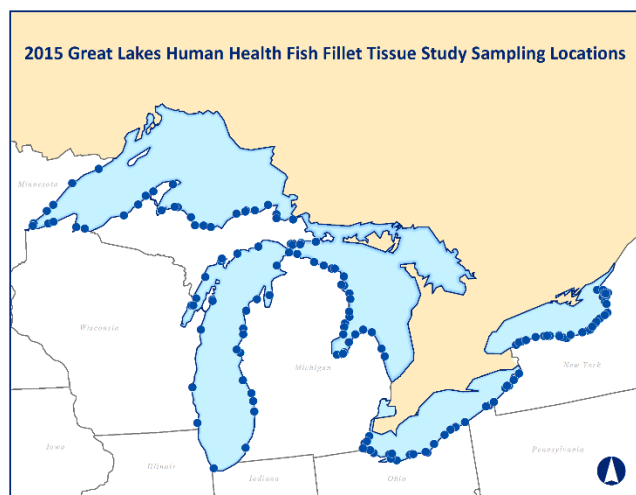 2015 Great Lakes Human Health Fish Fillet Tissue Study Sampling Locations
Minnesota
Wisconsin
Michigan
New York
Iowa
Illinair
Indiana
Ohio
Pennsylvania